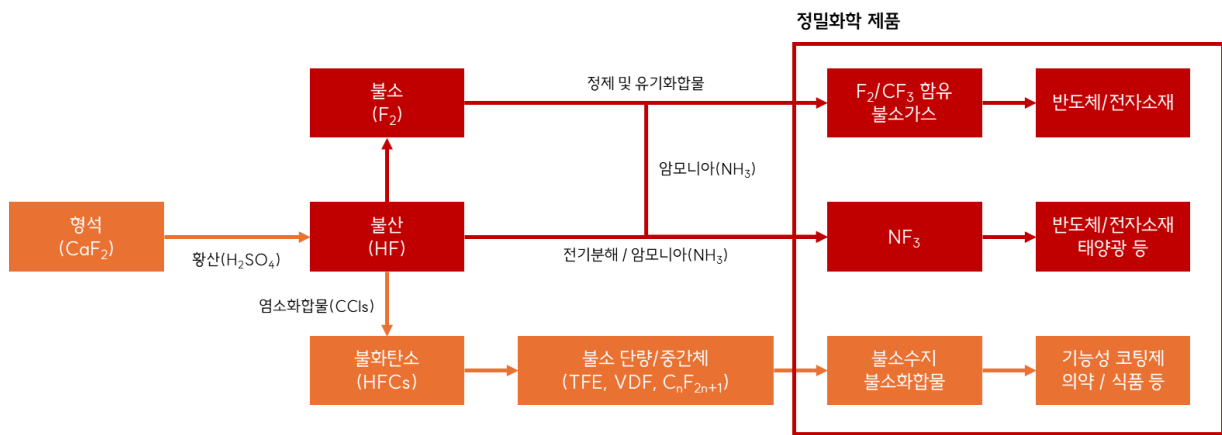 정밀화학 제품
불소
(F₂)
정제 및 유기화합물
F₂/CF₃ 함유
불소가스
반도체/전자소재
암모니아(NH₃)
형석
(CaF₂)
황산(H₂SO₄)
불산
(HF)
전기분해 / 암모니아(NH₃)
NF₃
반도체/전자소재
태양광 등
염소화합물(CCls)
불화탄소
(HFCs)
불소 단량/중간체
(TFE, VDF, CₙF₂ₙ₊₁)
불소수지
불소화합물
기능성 코팅제
의약 / 식품 등